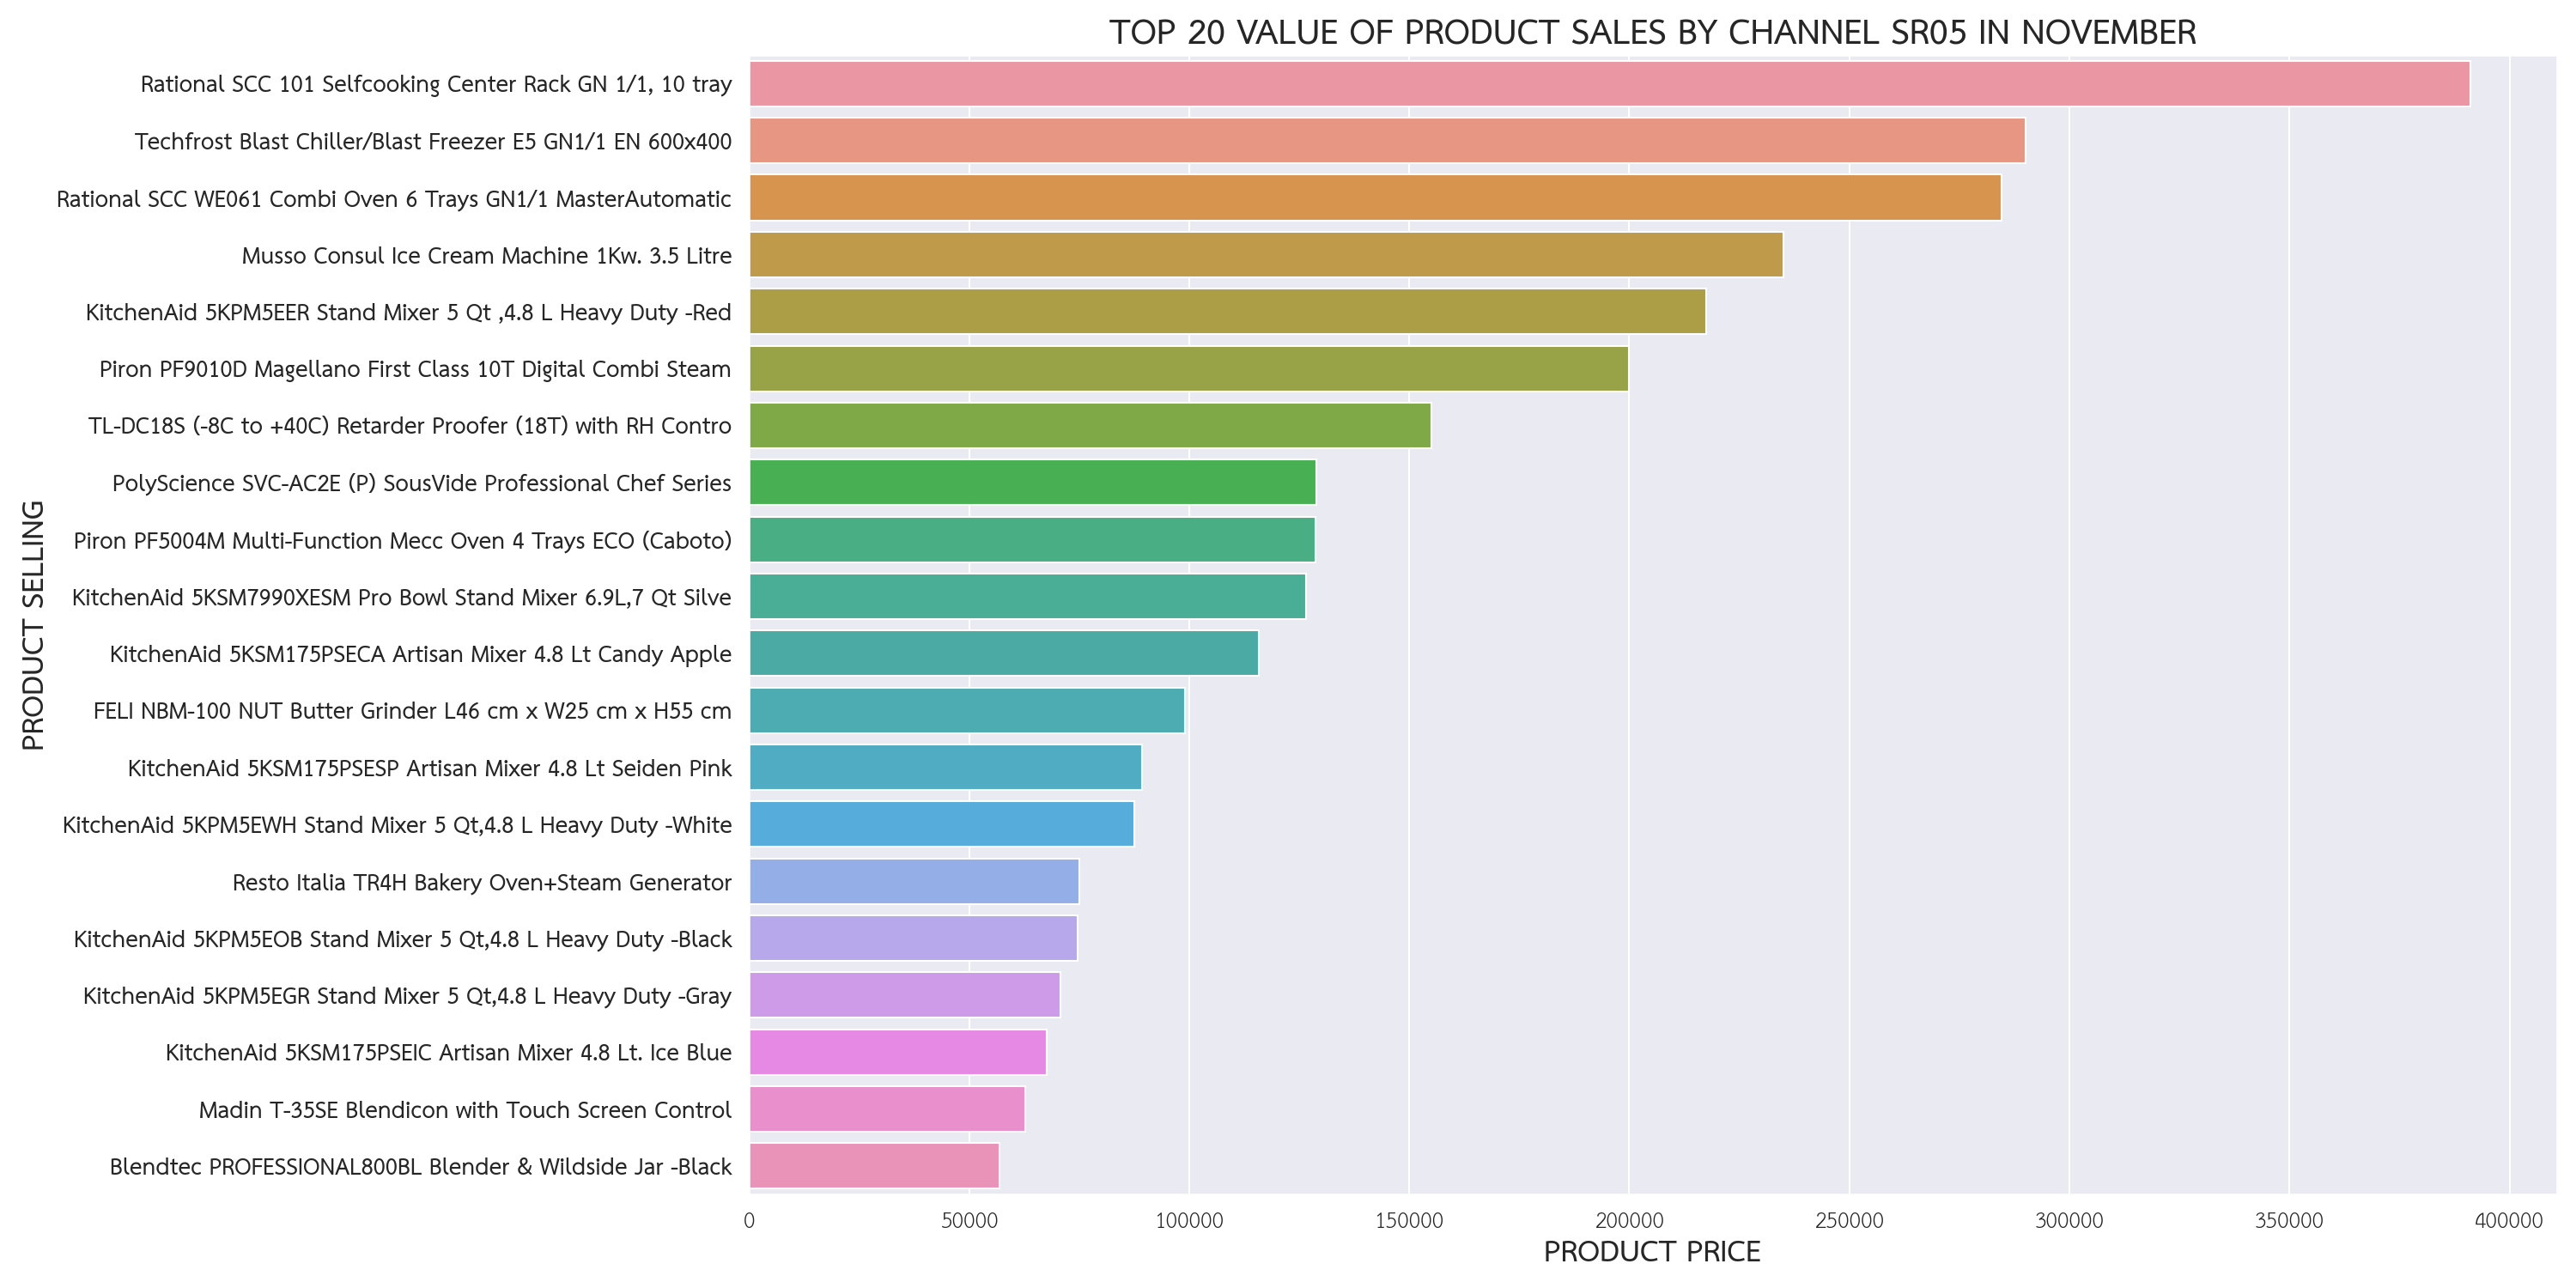 TOP 20 VALUE OF PRODUCT SALES BY CHANNEL SR05 IN NOVEMBER
PRODUCT SELLING
Rational SCC 101 Selfcooking Center Rack GN 1/1, 10 tray
Techfrost Blast Chiller/Blast Freezer E5 GN1/1 EN 600x400
Rational SCC WE061 Combi Oven 6 Trays GN1/1 MasterAutomatic
Musso Consul Ice Cream Machine 1Kw. 3.5 Litre
KitchenAid 5KPM5EER Stand Mixer 5 Qt ,4.8 L Heavy Duty -Red
Piron PF9010D Magellano First Class 10T Digital Combi Steam
TL-DC18S (-8C to +40C) Retarder Proofer (18T) with RH Contro
PolyScience SVC-AC2E (P) SousVide Professional Chef Series
Piron PF5004M Multi-Function Mecc Oven 4 Trays ECO (Caboto)
KitchenAid 5KSM7990XESM Pro Bowl Stand Mixer 6.9L,7 Qt Silve
KitchenAid 5KSM175PSECA Artisan Mixer 4.8 Lt Candy Apple
FELI NBM-100 NUT Butter Grinder L46 cm x W25 cm x H55 cm
KitchenAid 5KSM175PSESP Artisan Mixer 4.8 Lt Seiden Pink
KitchenAid 5KPM5EWH Stand Mixer 5 Qt,4.8 L Heavy Duty -White
Resto Italia TR4H Bakery Oven+Steam Generator
KitchenAid 5KPM5EOB Stand Mixer 5 Qt,4.8 L Heavy Duty -Black
KitchenAid 5KPM5EGR Stand Mixer 5 Qt,4.8 L Heavy Duty -Gray
KitchenAid 5KSM175PSEIC Artisan Mixer 4.8 Lt. Ice Blue
Madin T-35SE Blendicon with Touch Screen Control
Blendtec PROFESSIONAL800BL Blender & Wildside Jar -Black
0 50000 100000 150000 200000 250000 300000 350000 400000
PRODUCT PRICE